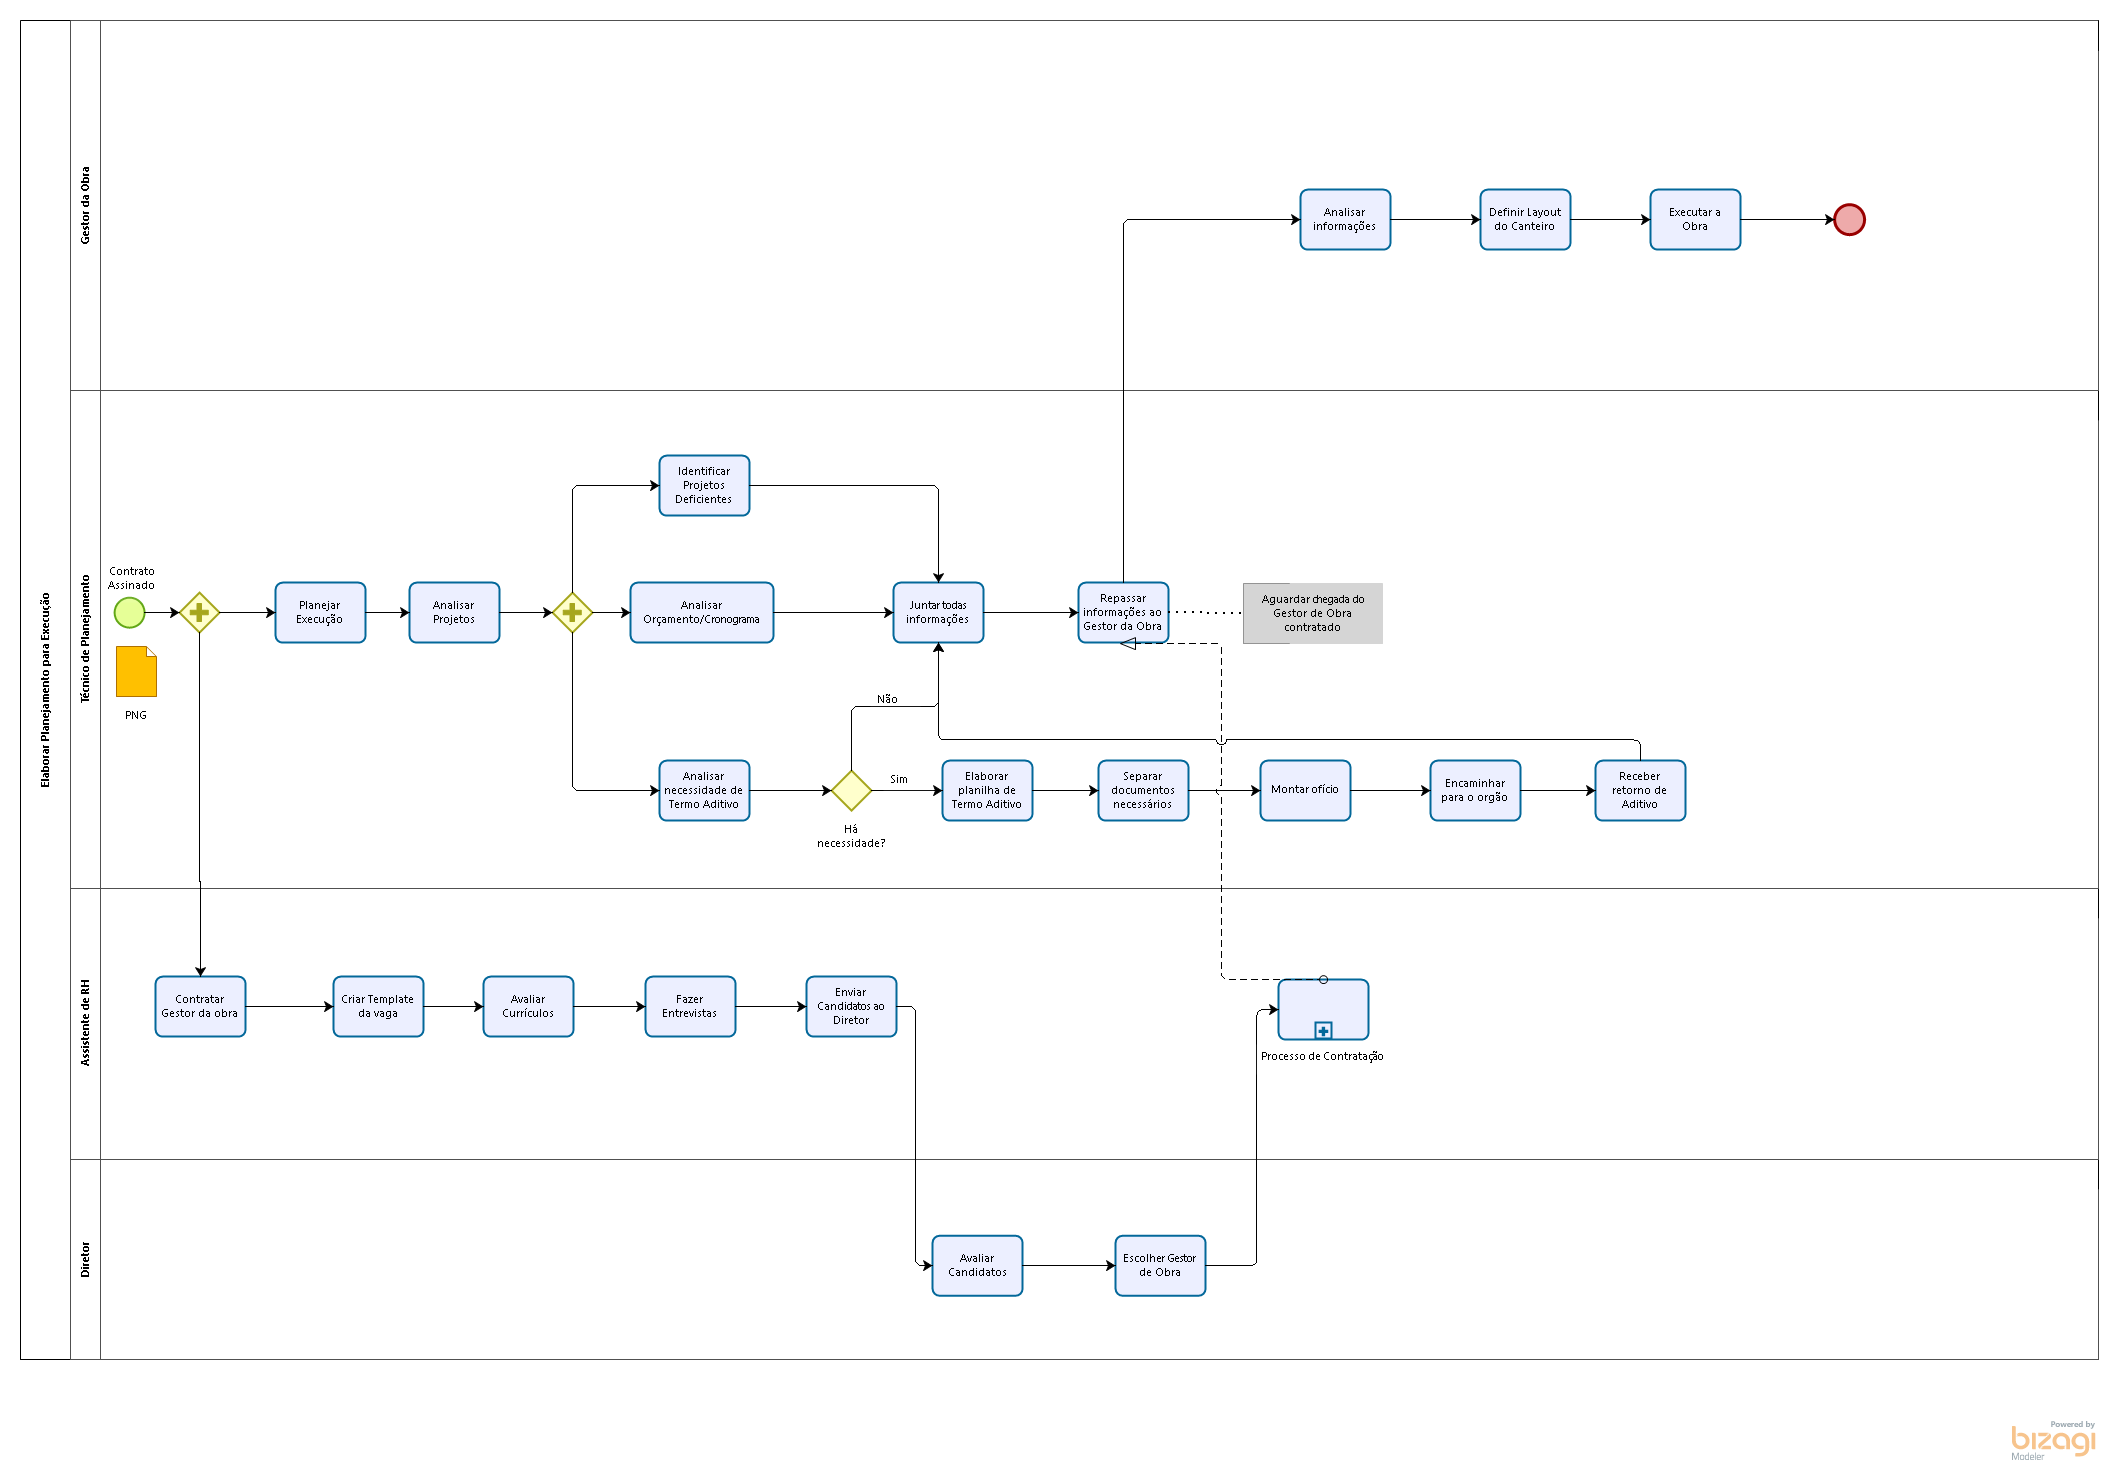 Elaborar Planejamento para Execução
Gestor da Obra
Analisar
informações
Definir Layout
do Canteiro
Executar a
Obra
Técnico de Planejamento
Contrato
Assinado
PNG
Planejar
Execução
Analisar
Projetos
Identificar
Projetos
Deficientes
Analisar
Orçamento/Cronograma
Juntar todas
informações
Repassar
informações ao
Gestor da Obra
Aguardar chegada do
Gestor de Obra
contratado
Não
Analisar
necessidade de
Termo Aditivo
Há
necessidade?
Sim
Elaborar
planilha de
Termo Aditivo
Separar
documentos
necessários
Montar ofício
Encaminhar
para o orgão
Receber
retorno de
Aditivo
Assistente de RH
Contratar
Gestor da obra
Criar Template
da vaga
Avaliar
Currículos
Fazer
Entrevistas
Enviar
Candidatos ao
Diretor
Processo de Contratação
Diretor
Avaliar
Candidatos
Escolher Gestor
de Obra
Powered by
bizagi
Modeler